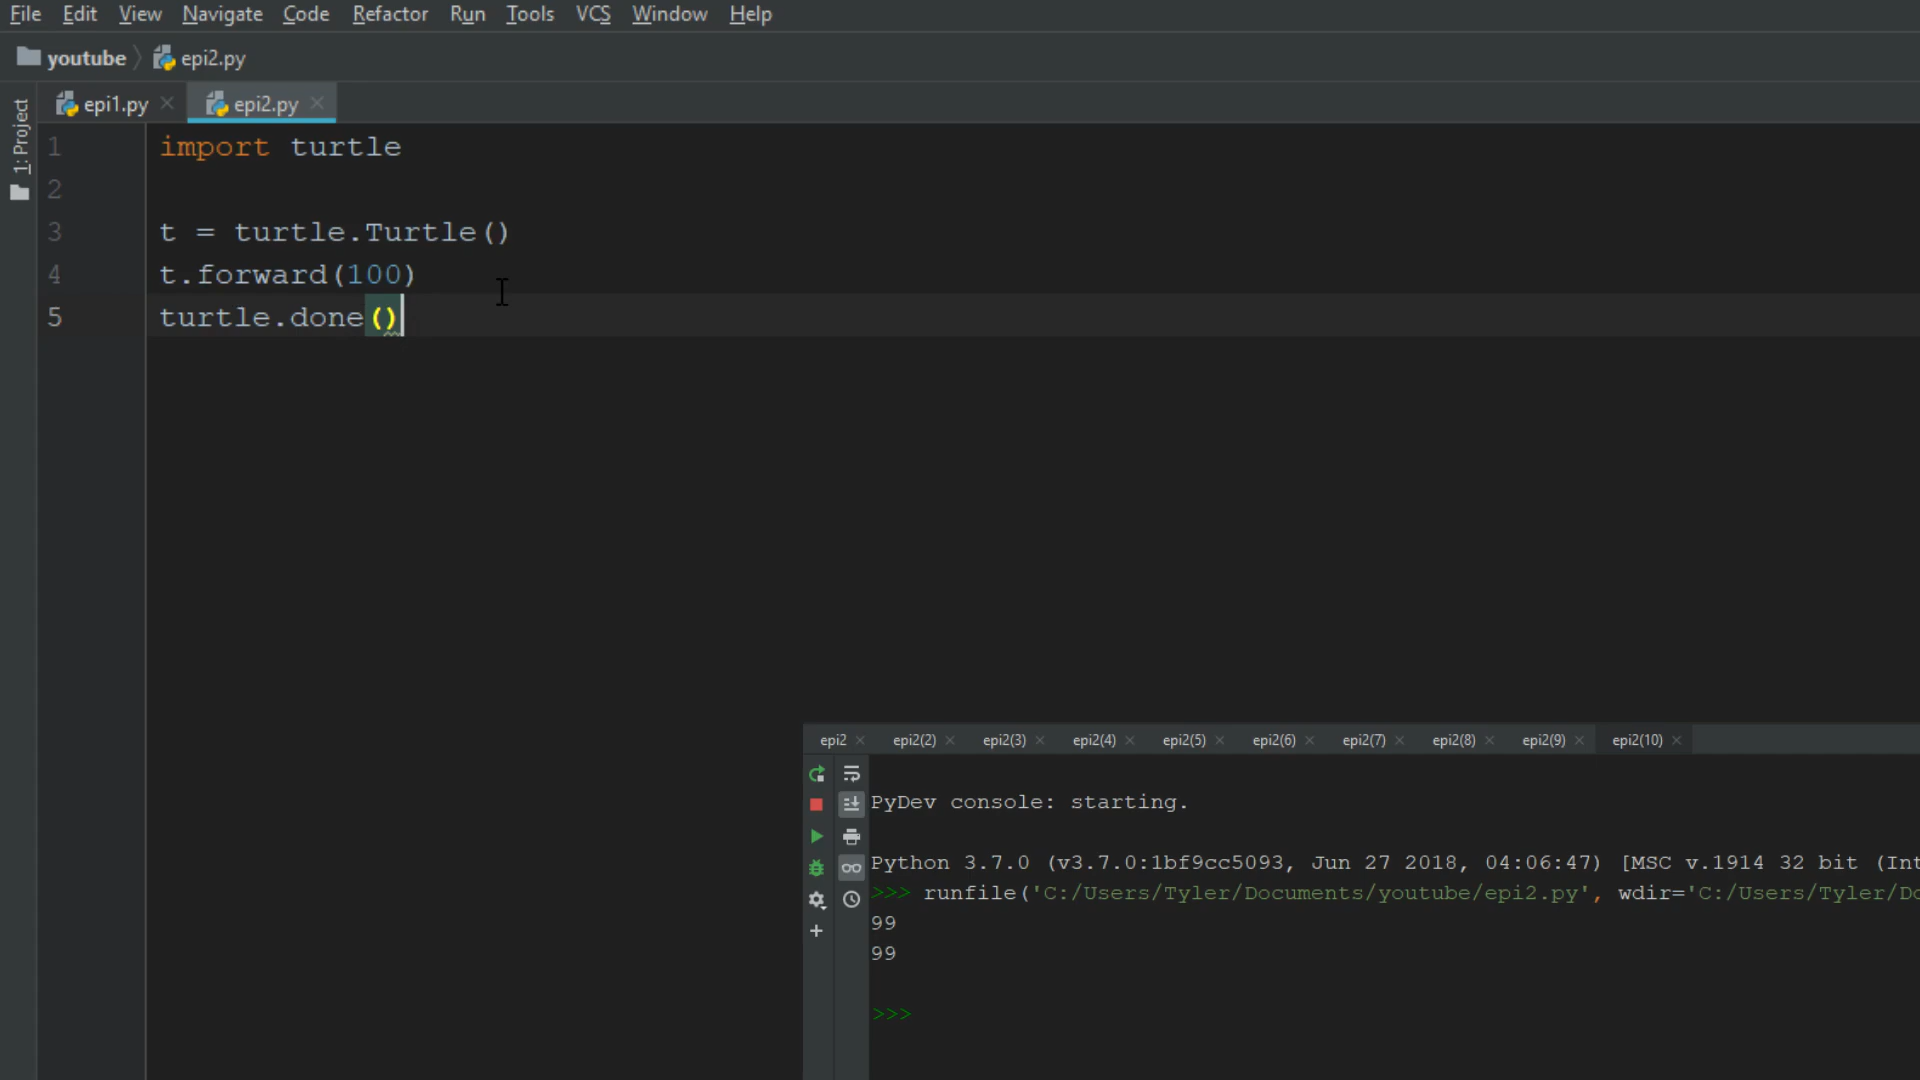 File Edit View Navigate Code Refactor Run Tools VCS Window Help
youtube epi2.py
1: Project
epi1.py epi2.py
1 import turtle
2
3 t = turtle.Turtle()
4 t.forward(100)
5 turtle.done()
epi2 epi2(2) epi2(3) epi2(4) epi2(5) epi2(6) epi2(7) epi2(8) epi2(9) epi2(10)
PyDev console: starting.
Python 3.7.0 (v3.7.0:1bf9cc5093, Jun 27 2018, 04:06:47) [MSC v.1914 32 bit (Int
>>> runfile('C:/Users/Tyler/Documents/youtube/epi2.py', wdir='C:/Users/Tyler/Do
99
99
>>>